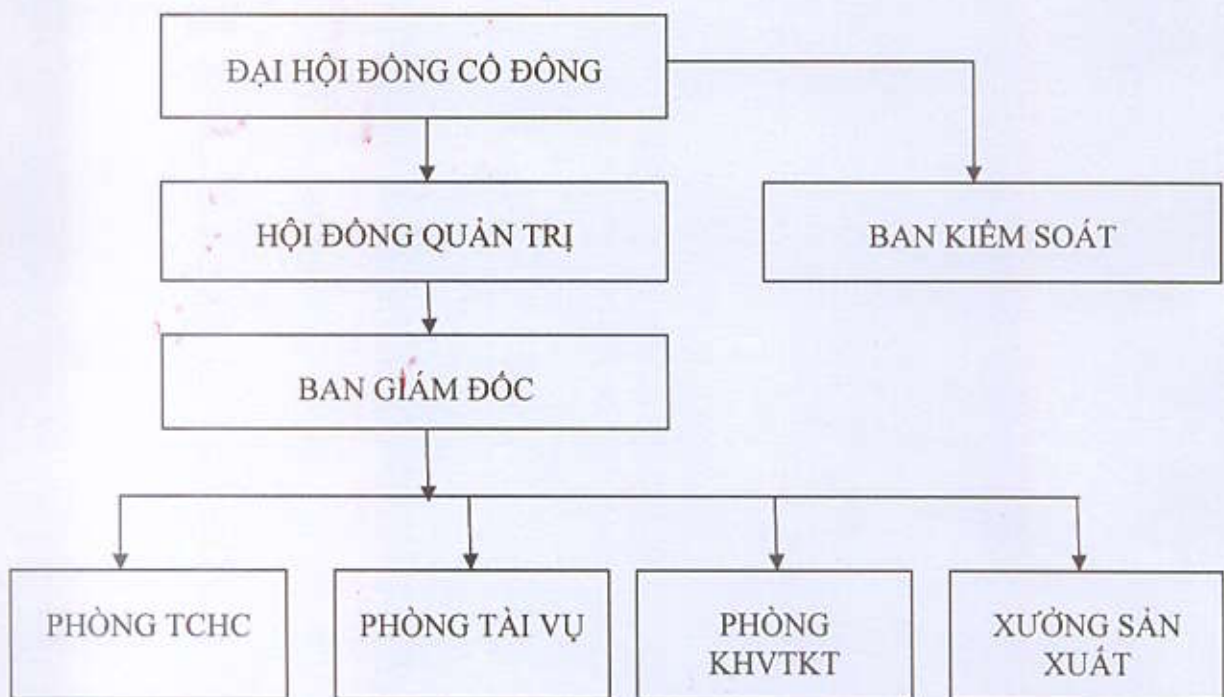 ĐẠI HỘI ĐỒNG CỔ ĐÔNG
HỘI ĐỒNG QUẢN TRỊ
BAN KIỂM SOÁT
BAN GIÁM ĐỐC
PHÒNG TCHC
PHÒNG TÀI VỤ
PHÒNG
KHVTKT
XƯỞNG SẢN
XUẤT